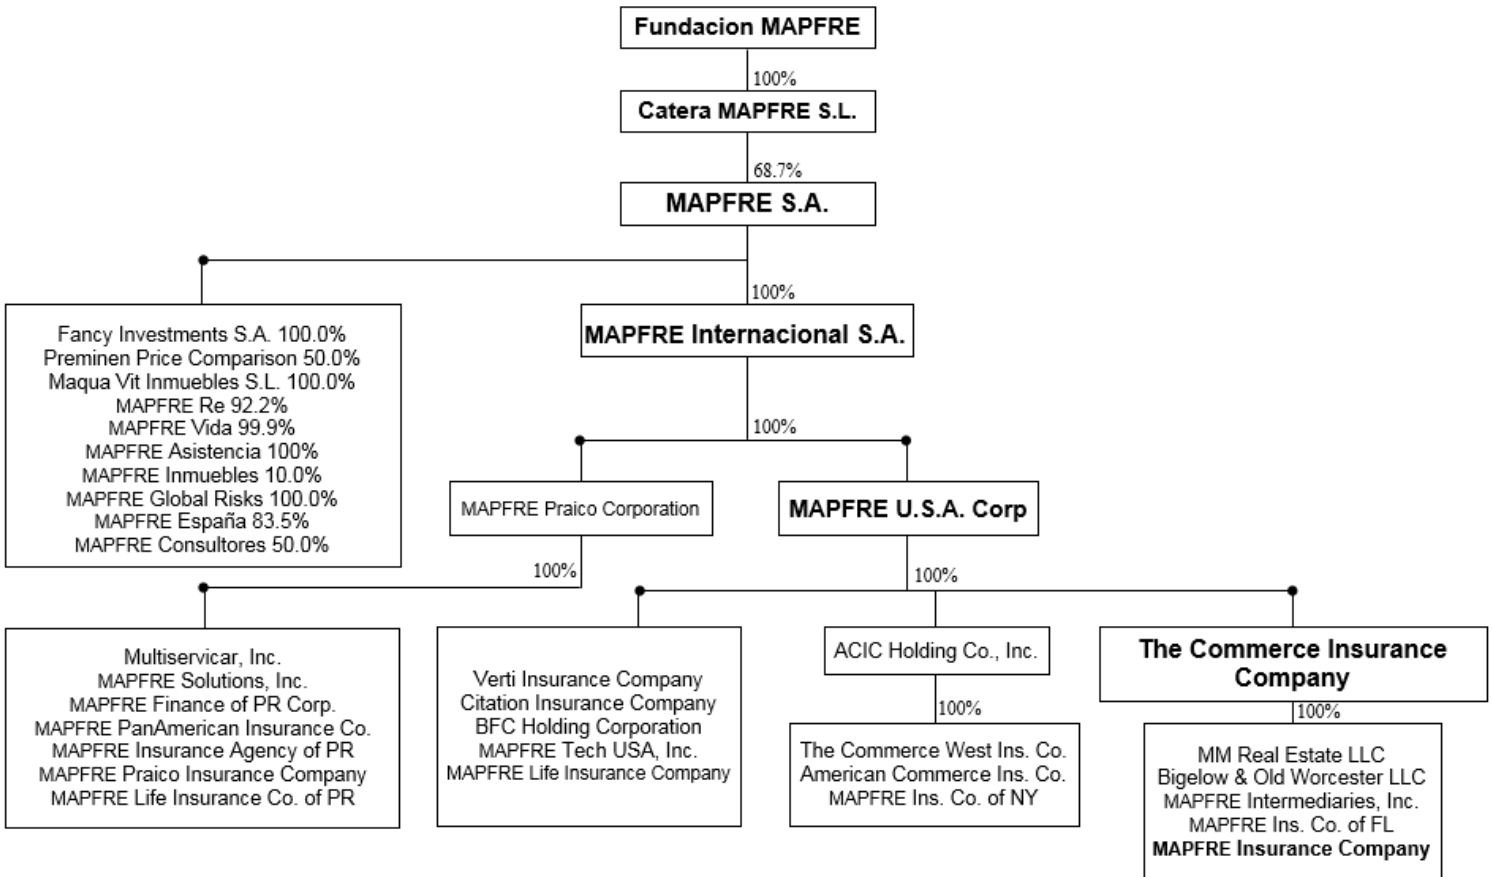 Fundacion MAPFRE
100%
Catera MAPFRE S.L.
68.7%
MAPFRE S.A.
100%
Fancy Investments S.A. 100.0%
Preminen Price Comparison 50.0%
Maqua Vit Inmuebles S.L. 100.0%
MAPFRE Re 92.2%
MAPFRE Vida 99.9%
MAPFRE Asistencia 100%
MAPFRE Inmuebles 10.0%
MAPFRE Global Risks 100.0%
MAPFRE España 83.5%
MAPFRE Consultores 50.0%
MAPFRE Internacional S.A.
100%
MAPFRE Praico Corporation
MAPFRE U.S.A. Corp
100%
100%
Multiservicar, Inc.
MAPFRE Solutions, Inc.
MAPFRE Finance of PR Corp.
MAPFRE PanAmerican Insurance Co.
MAPFRE Insurance Agency of PR
MAPFRE Praico Insurance Company
MAPFRE Life Insurance Co. of PR
Verti Insurance Company
Citation Insurance Company
BFC Holding Corporation
MAPFRE Tech USA, Inc.
MAPFRE Life Insurance Company
ACIC Holding Co., Inc.
100%
The Commerce West Ins. Co.
American Commerce Ins. Co.
MAPFRE Ins. Co. of NY
The Commerce Insurance
Company
100%
MM Real Estate LLC
Bigelow & Old Worcester LLC
MAPFRE Intermediaries, Inc.
MAPFRE Ins. Co. of FL
MAPFRE Insurance Company